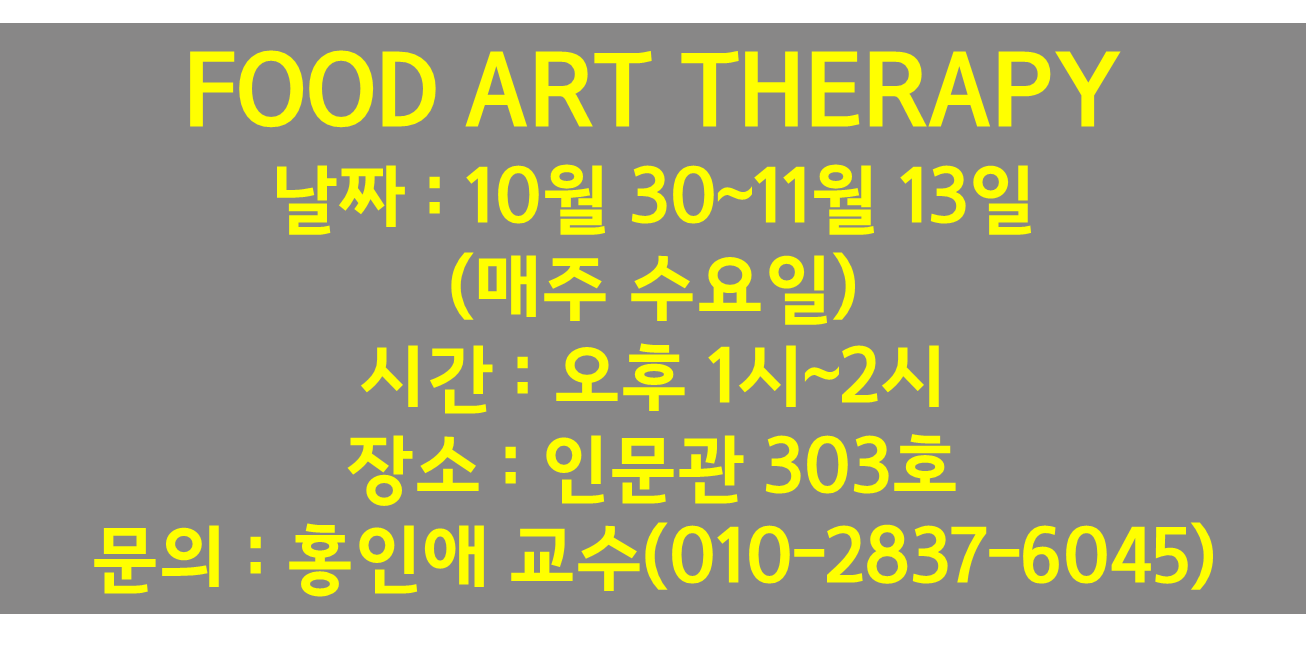 FOOD ART THERAPY
날짜 : 10월 30~11월 13일
(매주 수요일)
시간 : 오후 1시~2시
장소 : 인문관 303호
문의 : 홍인애 교수(010-2837-6045)